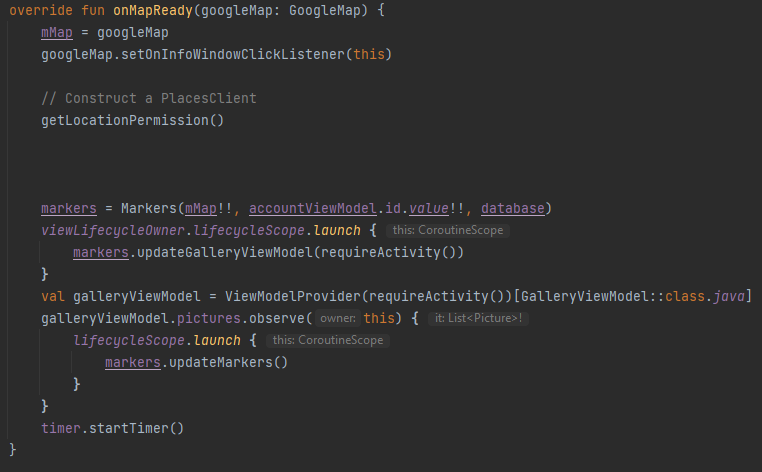 override fun onMapReady(googleMap: GoogleMap) {
    mMap = googleMap
    googleMap.setOnInfoWindowClickListener(this)
    // Construct a PlacesClient
    getLocationPermission()
    markers = Markers(mMap!!, accountViewModel.id.value!!, database)
    viewLifecycleOwner.lifecycleScope.launch { this: CoroutineScope
        markers.updateGalleryViewModel(requireActivity())
    }
    val galleryViewModel = ViewModelProvider(requireActivity())[GalleryViewModel::class.java]
    galleryViewModel.pictures.observe( owner: this) { it: List<Picture>!
        lifecycleScope.launch { this: CoroutineScope
            markers.updateMarkers()
        }
    }
    timer.startTimer()
}